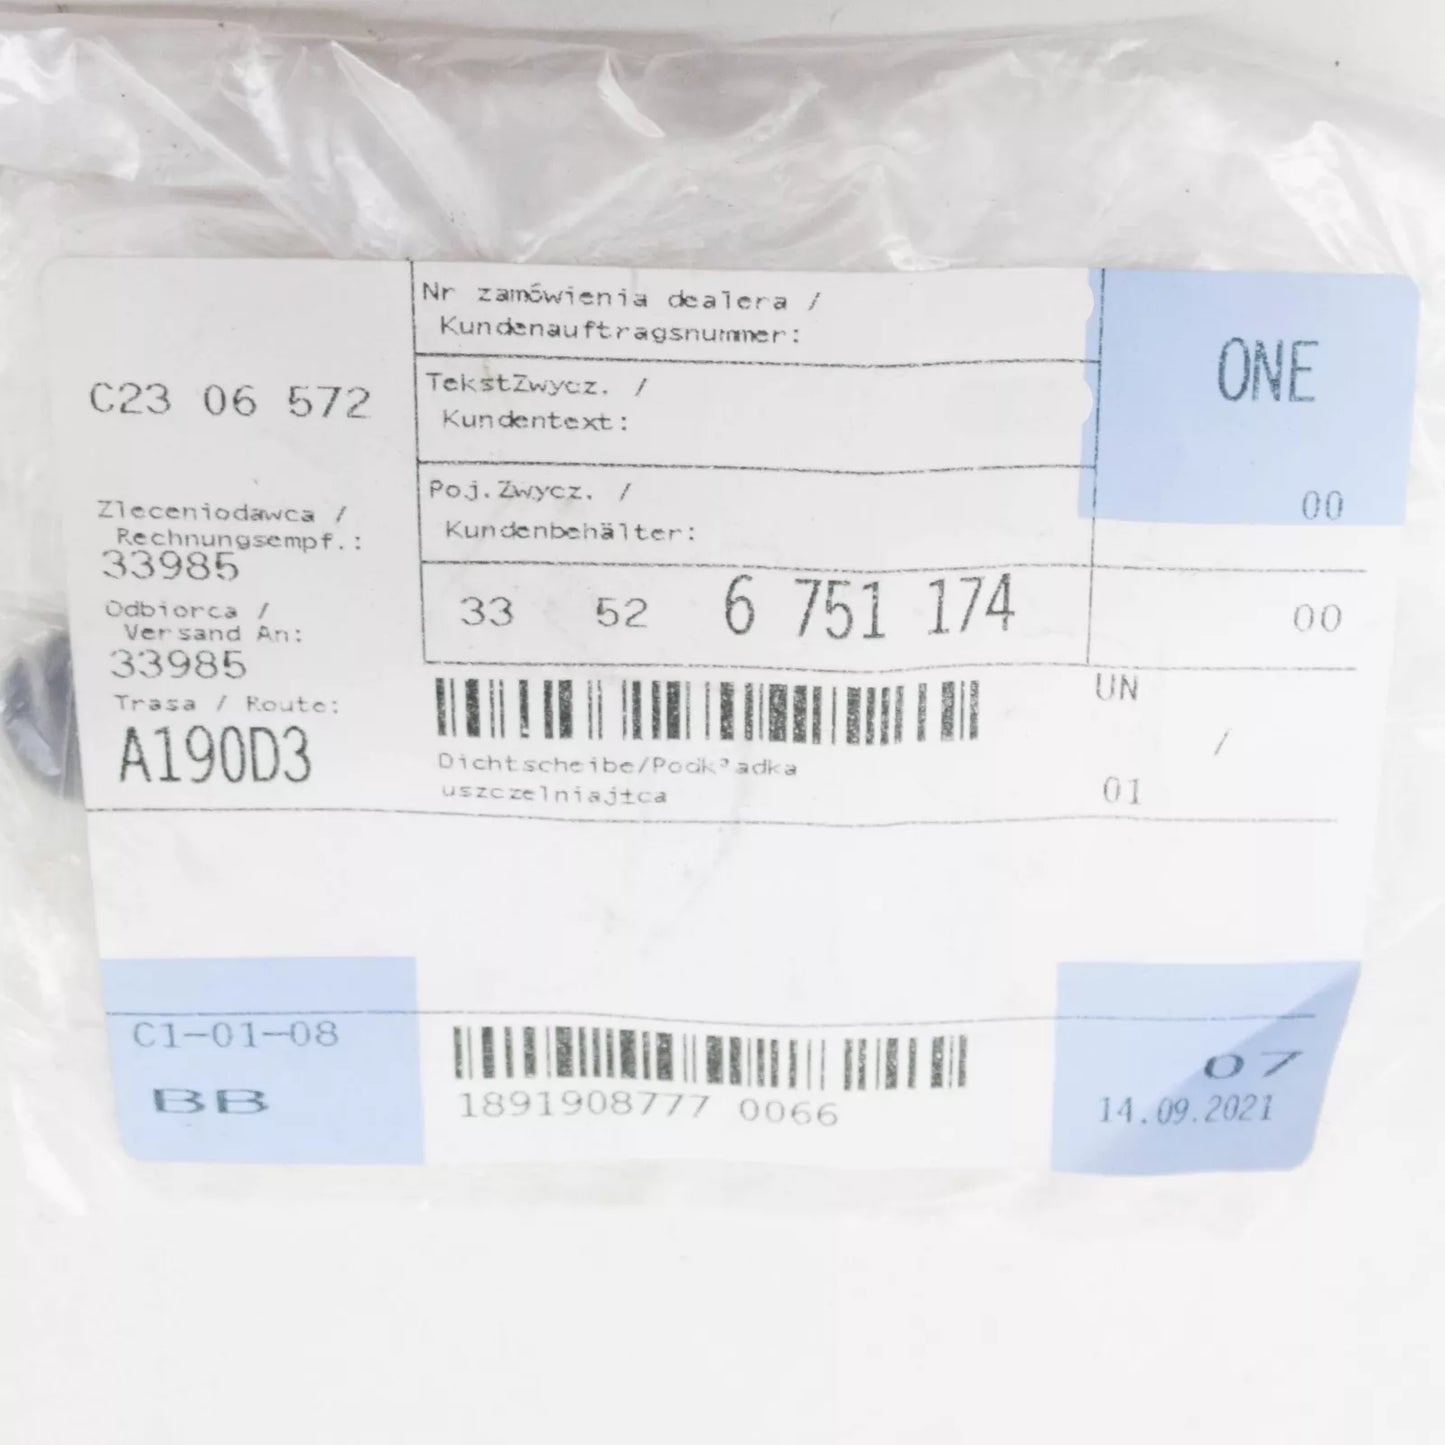 C23 06 572
Zleceniodawca /
Rechnungsempf.:
33985
Odbiorca /
Versand An:
33985
Trasa / Route:
A190D3
Nr zamówienia dealera /
Kundenauftragsnummer:
TekstZwycz. /
Kundentext:
Poj.Zwycz. /
Kundenbehälter:
ONE
00
33 52 6 751 174
00
UN
/
01
Dichtscheibe/Podk³adka
uszczelniaj±ca
C1-01-08
BB
1891908777 0066
07
14.09.2021